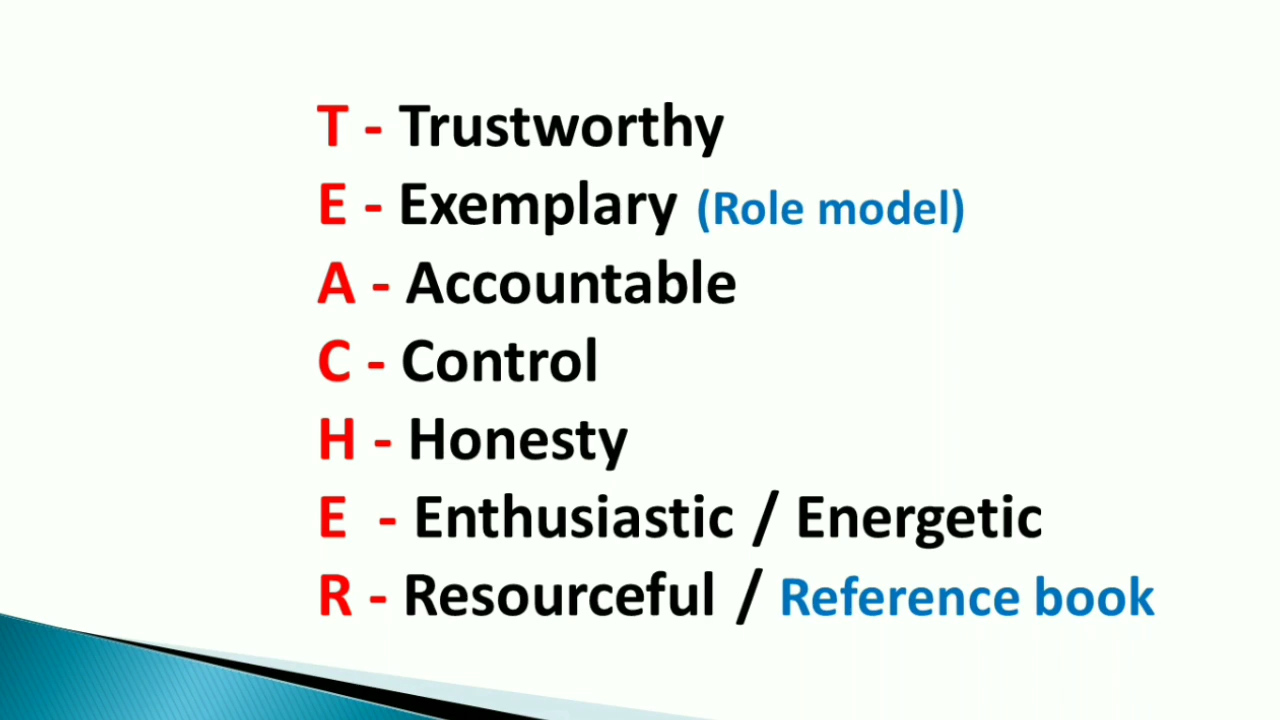 T - Trustworthy
E - Exemplary (Role model)
A - Accountable
C - Control
H - Honesty
E - Enthusiastic / Energetic
R - Resourceful / Reference book